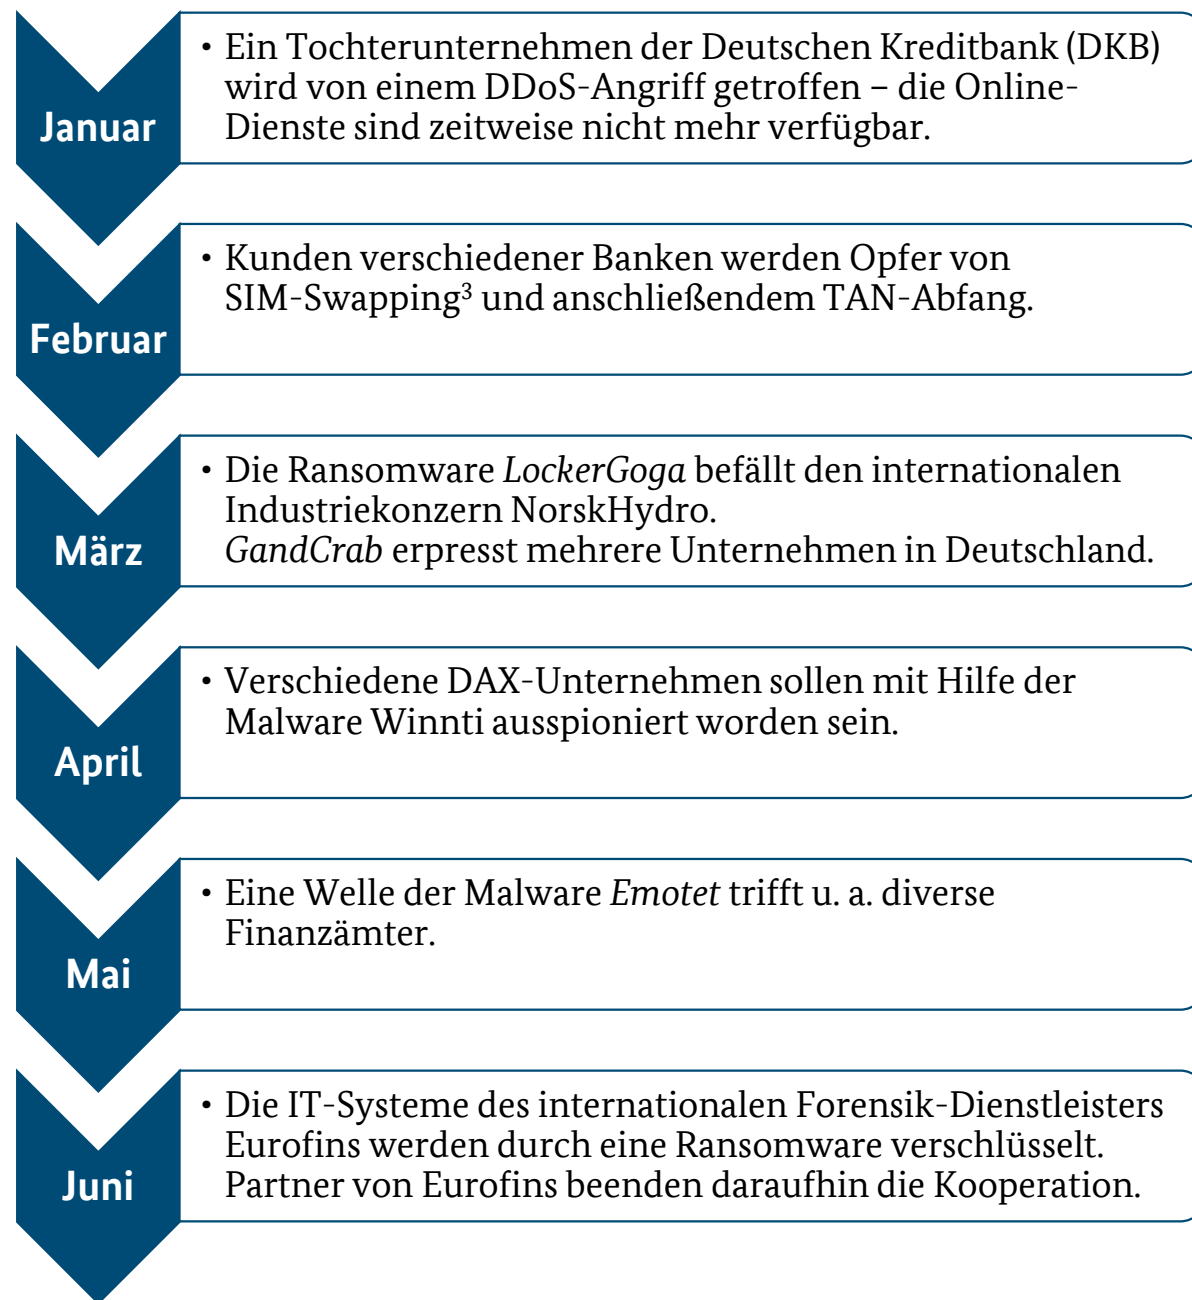 Januar
• Ein Tochterunternehmen der Deutschen Kreditbank (DKB)
wird von einem DDoS-Angriff getroffen – die Online-
Dienste sind zeitweise nicht mehr verfügbar.
Februar
• Kunden verschiedener Banken werden Opfer von
SIM-Swapping³ und anschließendem TAN-Abfang.
März
• Die Ransomware LockerGoga befällt den internationalen
Industriekonzern NorskHydro.
GandCrab erpresst mehrere Unternehmen in Deutschland.
April
• Verschiedene DAX-Unternehmen sollen mit Hilfe der
Malware Winnti ausspioniert worden sein.
Mai
• Eine Welle der Malware Emotet trifft u. a. diverse
Finanzämter.
Juni
• Die IT-Systeme des internationalen Forensik-Dienstleisters
Eurofins werden durch eine Ransomware verschlüsselt.
Partner von Eurofins beenden daraufhin die Kooperation.